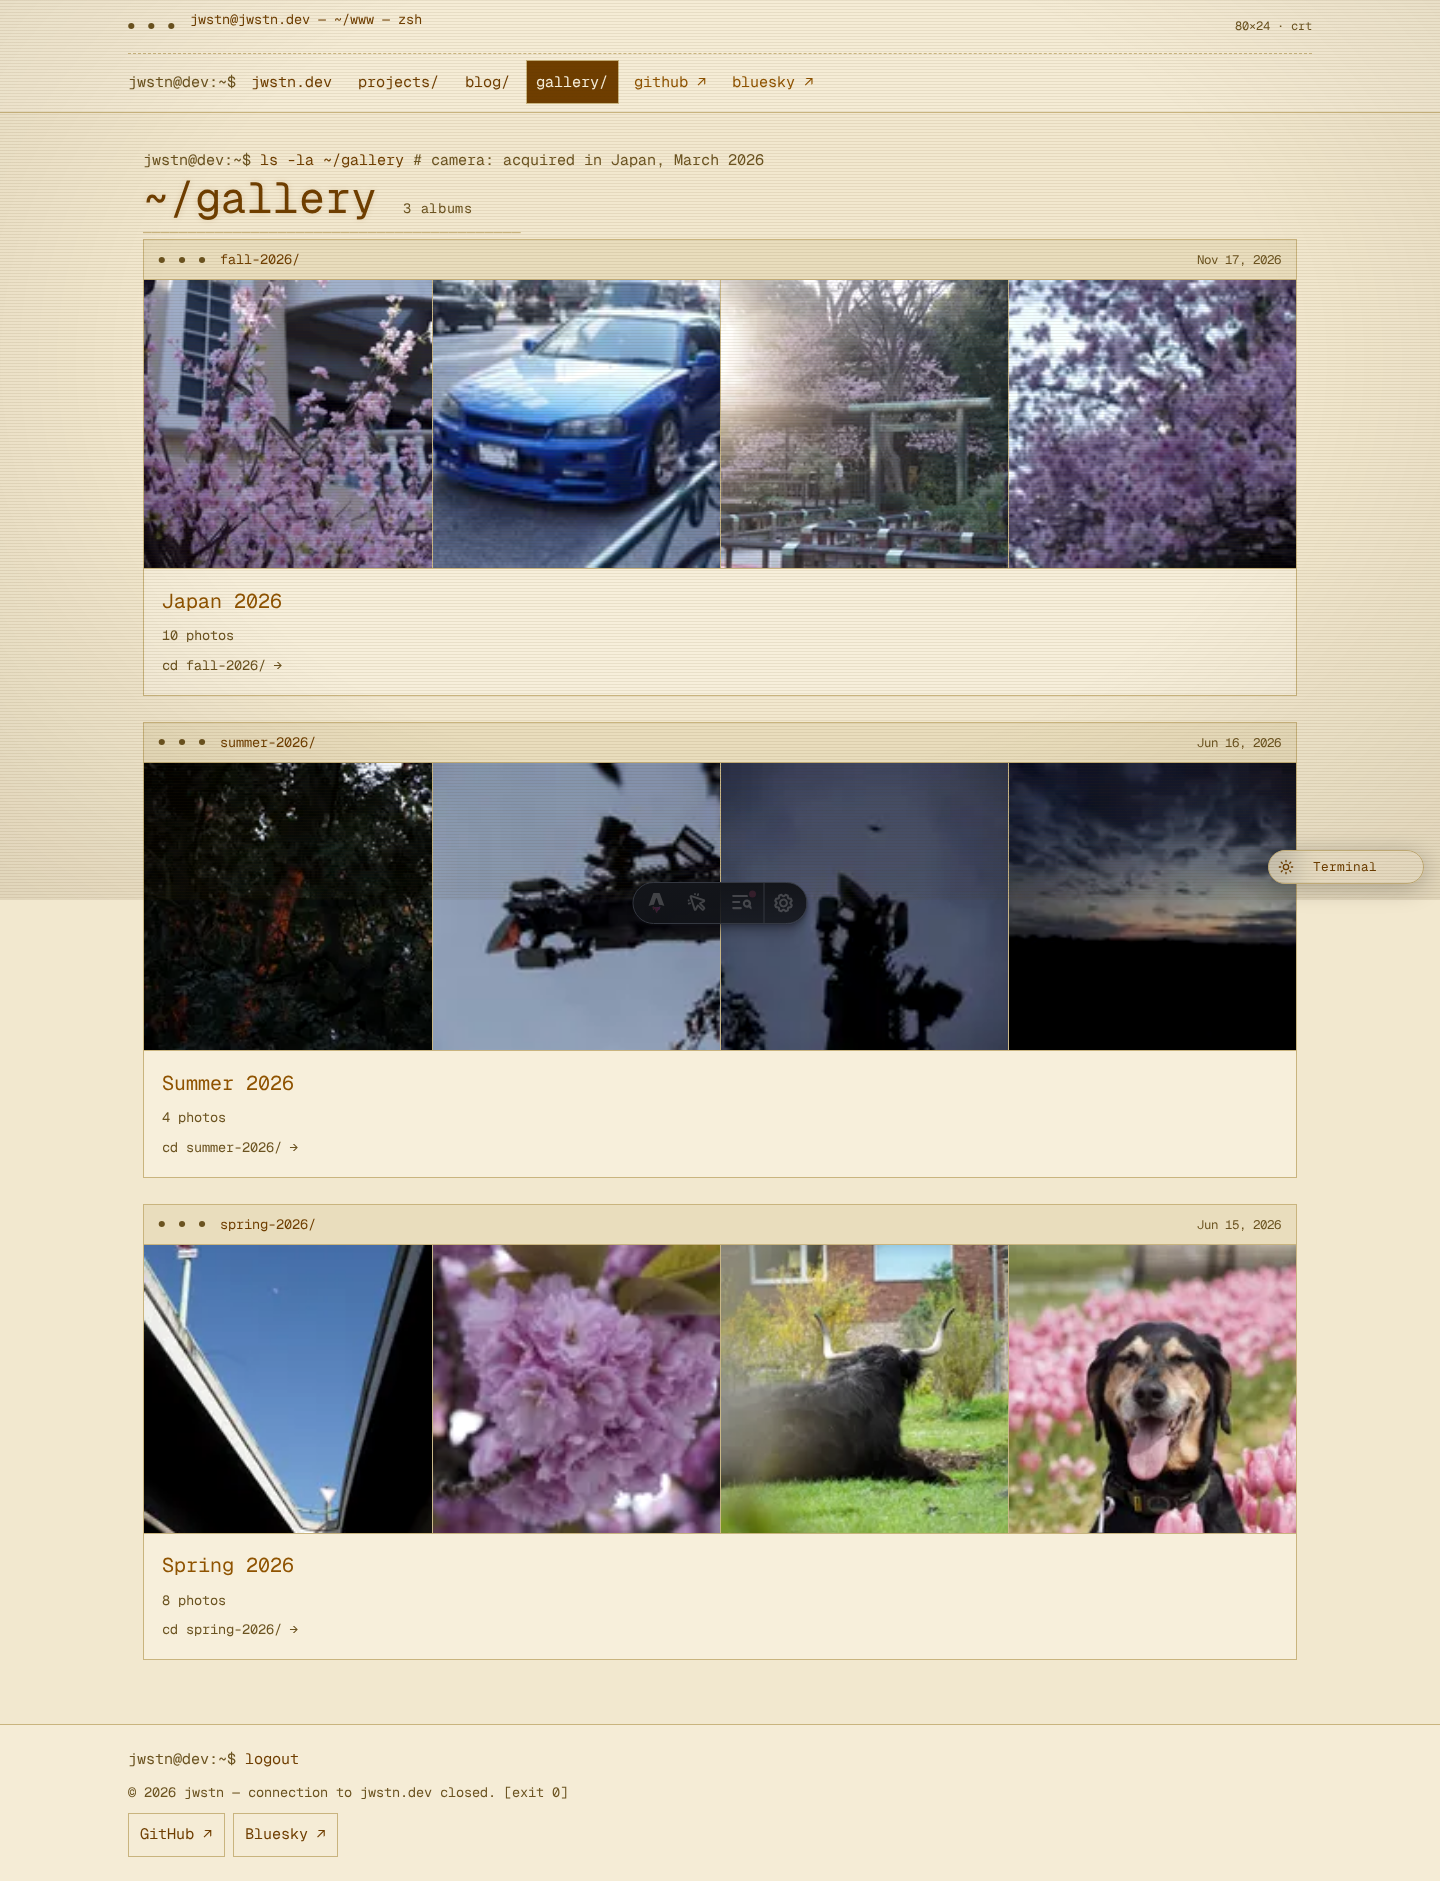 jwstn@jwstn.dev — ~/www — zsh
80×24 · crt
jwstn@dev:~$ jwstn.dev projects/ blog/ gallery/ github ↗ bluesky ↗
jwstn@dev:~$ ls -la ~/gallery # camera: acquired in Japan, March 2026
~/gallery 3 albums
fall-2026/ Nov 17, 2026
Japan 2026
10 photos
cd fall-2026/ →
summer-2026/ Jun 16, 2026
Terminal
Summer 2026
4 photos
cd summer-2026/ →
spring-2026/ Jun 15, 2026
Spring 2026
8 photos
cd spring-2026/ →
jwstn@dev:~$ logout
© 2026 jwstn — connection to jwstn.dev closed. [exit 0]
GitHub ↗ Bluesky ↗